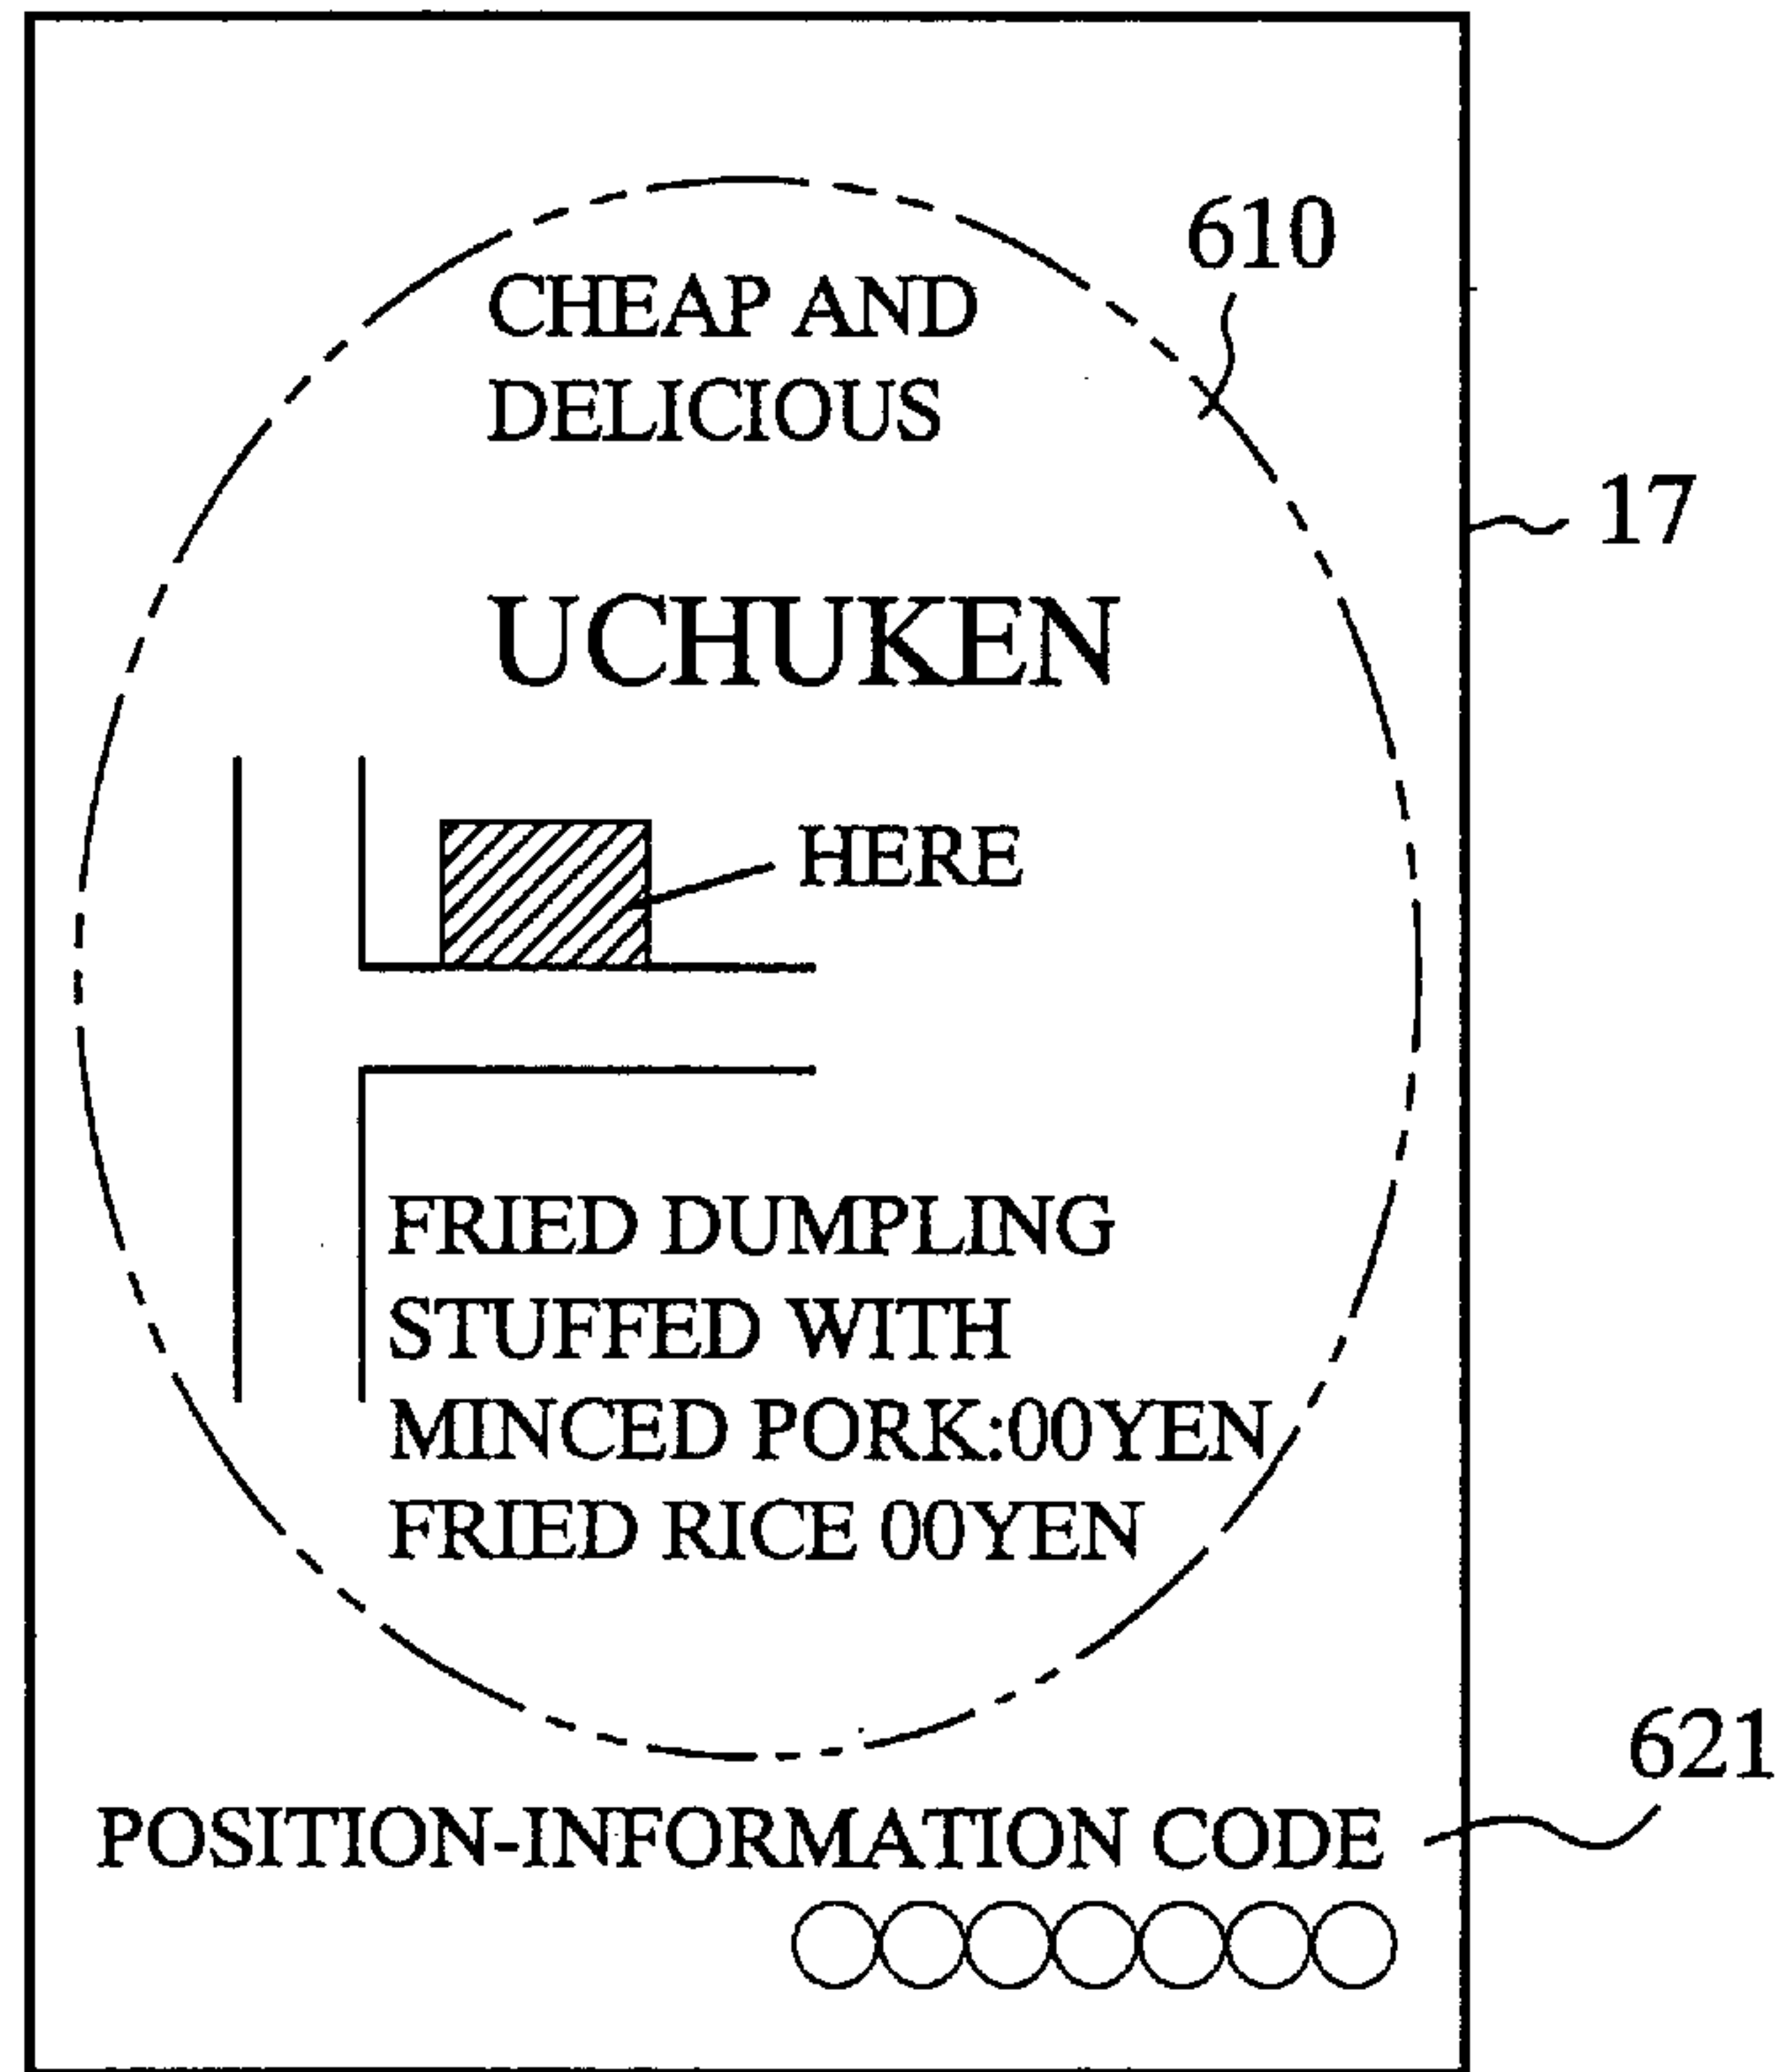 610
CHEAP AND
DELICIOUS
17
UCHUKEN
HERE
FRIED DUMPLING
STUFFED WITH
MINCED PORK:00YEN
FRIED RICE 00YEN
621
POSITION-INFORMATION CODE
○○○○○○○